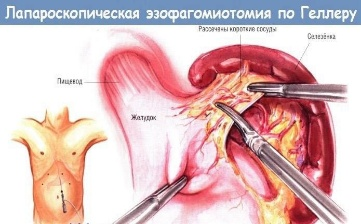 Лапароскопическая эзофагомиотомия по Геллеру
Рассечены короткие сосуды
Селезёнка
Пищевод
Желудок